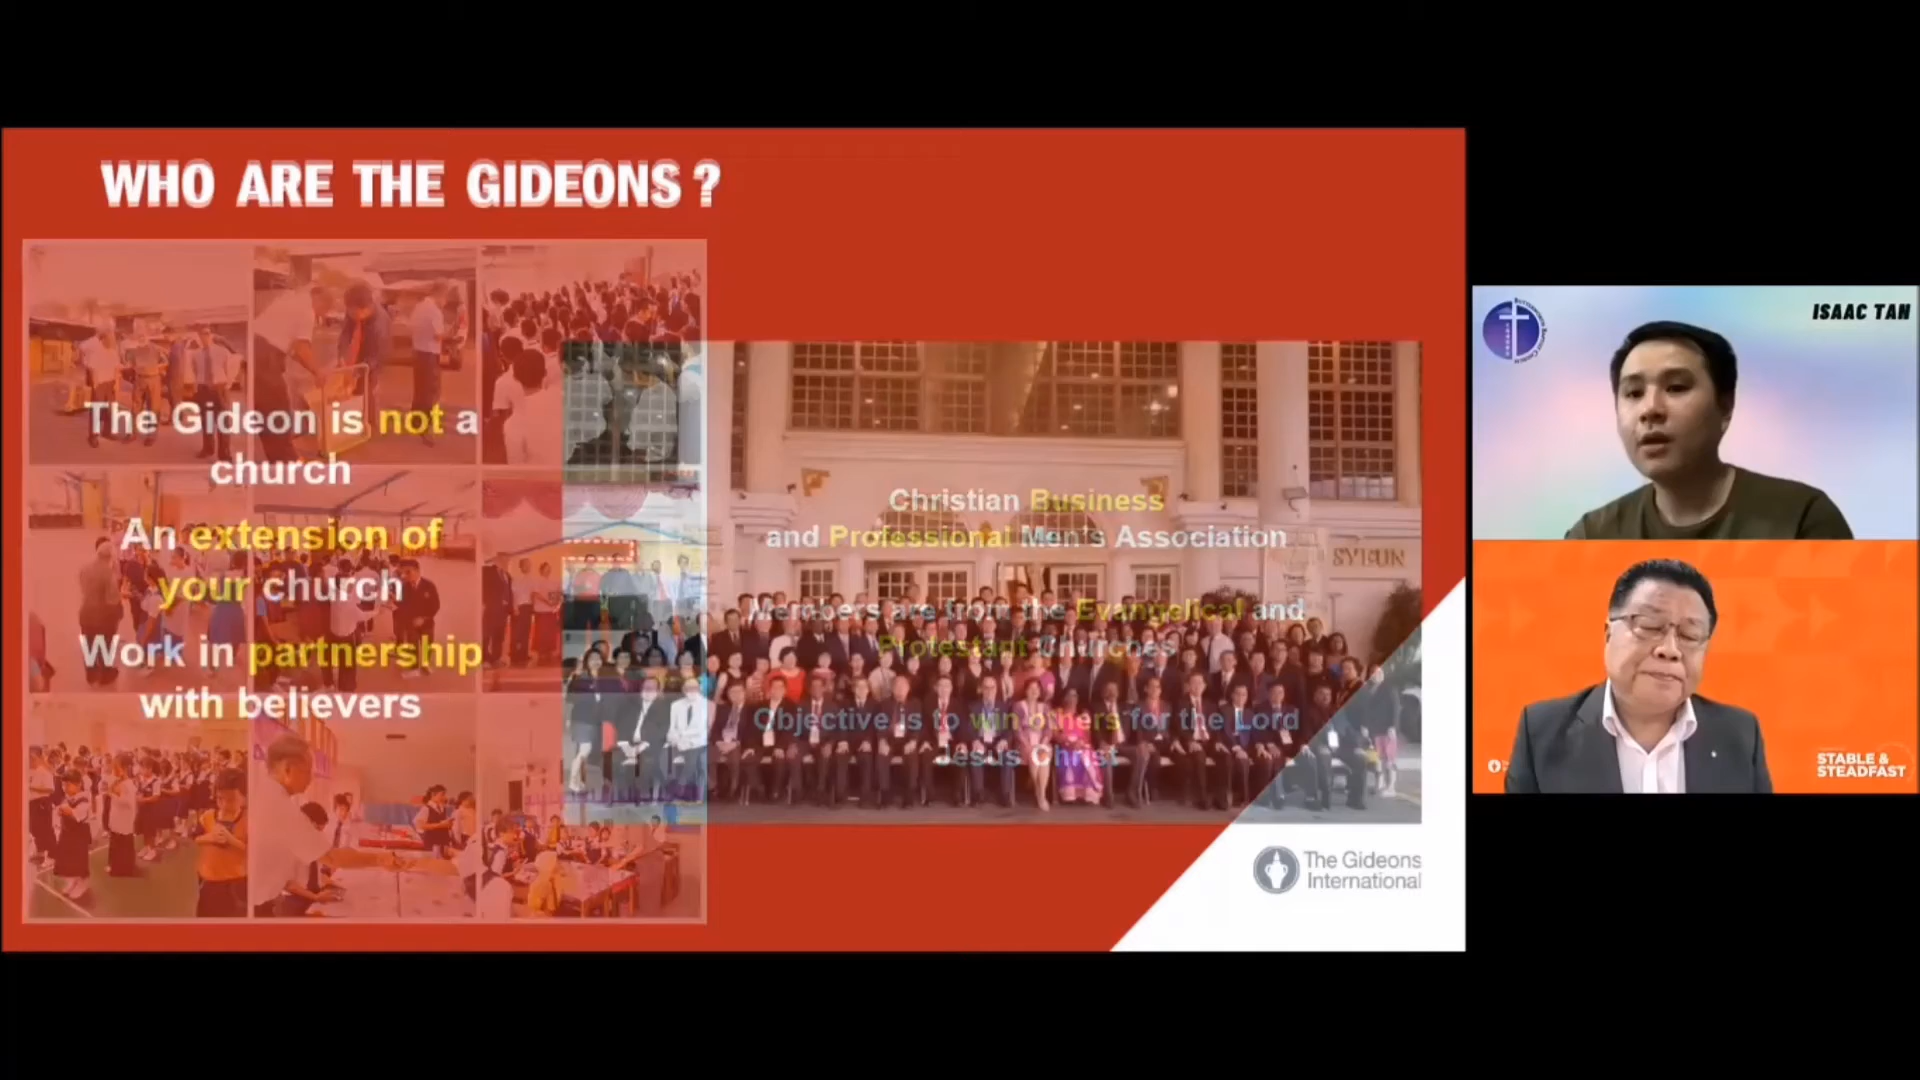 WHO ARE THE GIDEONS ?
The Gideon is not a
church
An extension of
your church
Work in partnership
with believers
Christian Business
and Professional Men's Association
Members are from the Evangelical and
Protestant Churches
Objective is to win others for the Lord
Jesus Christ
The Gideons
International
ISAAC TAN
STABLE &
STEADFAST